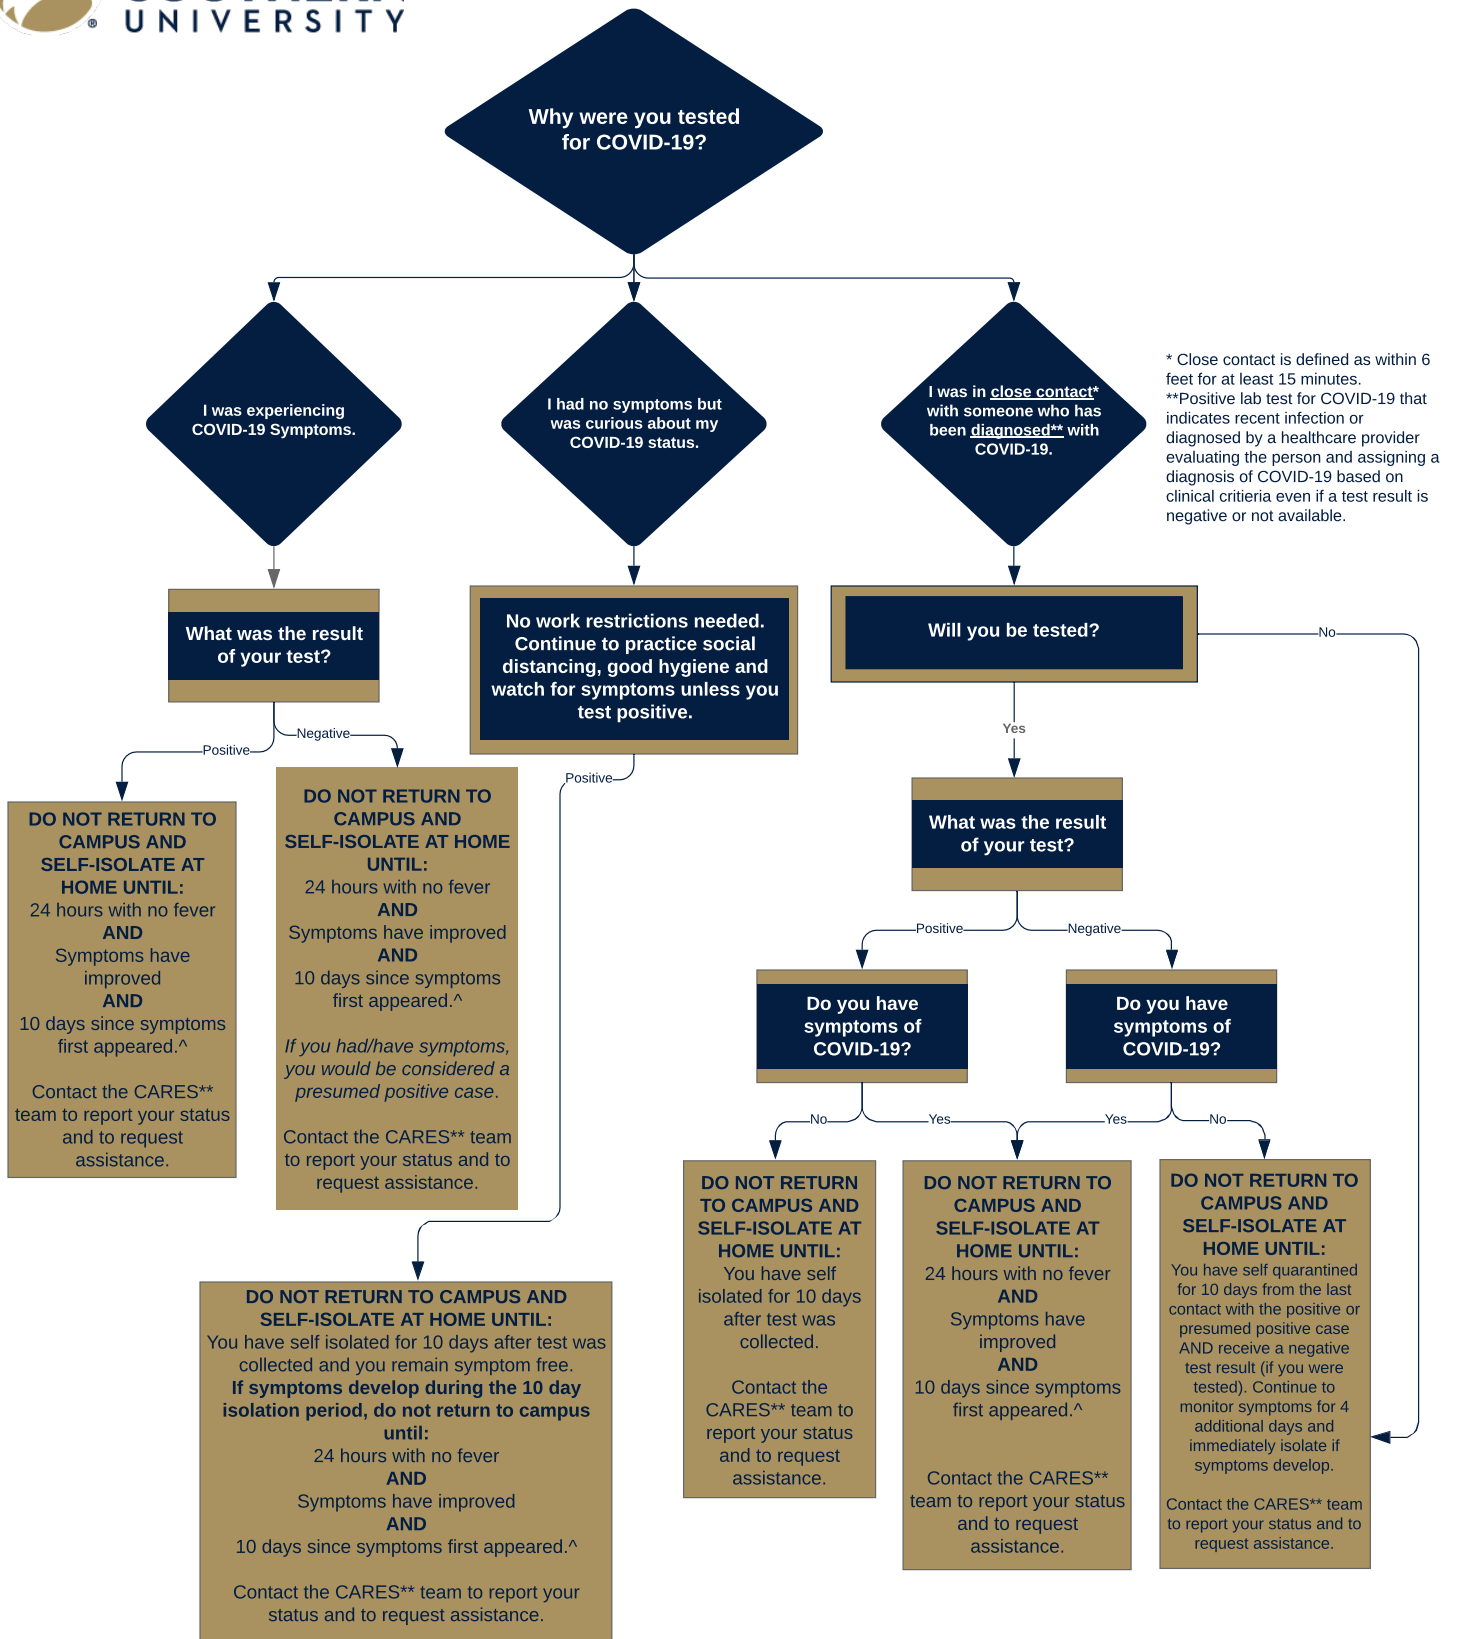 ®
UNIVERSITY
Why were you tested
for COVID-19?
I was experiencing
COVID-19 Symptoms.
I had no symptoms but
was curious about my
COVID-19 status.
I was in close contact*
with someone who has
been diagnosed** with
COVID-19.
* Close contact is defined as within 6
feet for at least 15 minutes.
**Positive lab test for COVID-19 that
indicates recent infection or
diagnosed by a healthcare provider
evaluating the person and assigning a
diagnosis of COVID-19 based on
clinical critieria even if a test result is
negative or not available.
What was the result
of your test?
No work restrictions needed.
Continue to practice social
distancing, good hygiene and
watch for symptoms unless you
test positive.
Will you be tested?
No
Yes
Positive
Negative
Positive
DO NOT RETURN TO
CAMPUS AND
SELF-ISOLATE AT
HOME UNTIL:
24 hours with no fever
AND
Symptoms have
improved
AND
10 days since symptoms
first appeared.^
Contact the CARES**
team to report your status
and to request
assistance.
DO NOT RETURN TO
CAMPUS AND
SELF-ISOLATE AT HOME
UNTIL:
24 hours with no fever
AND
Symptoms have improved
AND
10 days since symptoms
first appeared.^
If you had/have symptoms,
you would be considered a
presumed positive case.
Contact the CARES** team
to report your status and to
request assistance.
What was the result
of your test?
Positive
Negative
Do you have
symptoms of
COVID-19?
Do you have
symptoms of
COVID-19?
No
Yes
Yes
No
DO NOT RETURN TO CAMPUS AND
SELF-ISOLATE AT HOME UNTIL:
You have self isolated for 10 days after test was
collected and you remain symptom free.
If symptoms develop during the 10 day
isolation period, do not return to campus
until:
24 hours with no fever
AND
Symptoms have improved
AND
10 days since symptoms first appeared.^
Contact the CARES** team to report your
status and to request assistance.
DO NOT RETURN
TO CAMPUS AND
SELF-ISOLATE AT
HOME UNTIL:
You have self
isolated for 10 days
after test was
collected.
Contact the
CARES** team to
report your status
and to request
assistance.
DO NOT RETURN TO
CAMPUS AND
SELF-ISOLATE AT
HOME UNTIL:
24 hours with no fever
AND
Symptoms have
improved
AND
10 days since symptoms
first appeared.^
Contact the CARES**
team to report your status
and to request
assistance.
DO NOT RETURN TO
CAMPUS AND
SELF-ISOLATE AT
HOME UNTIL:
You have self quarantined
for 10 days from the last
contact with the positive or
presumed positive case
AND receive a negative
test result (if you were
tested). Continue to
monitor symptoms for 4
additional days and
immediately isolate if
symptoms develop.
Contact the CARES** team
to report your status and to
request assistance.